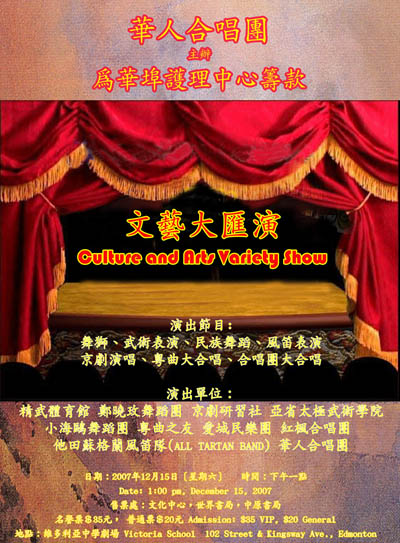 華人合唱團
主辦
爲華埠護理中心籌款
文藝大匯演
Culture and Arts Variety Show
演出節目:
舞獅、武術表演、民族舞蹈、風笛表演
京劇演唱、粵曲大合唱、合唱團大合唱
演出單位:
精武體育館 鄭曉玫舞蹈團 京劇研習社 亞省太極武術學院
小海鷗舞蹈團 粵曲之友 愛城民樂團 紅楓合唱團
他田蘇格蘭風笛隊(ALL TARTAN BAND) 華人合唱團
日期:2007年12月15日〔星期六〕 時間:下午一點
Date: 1:00 pm, December 15, 2007
售票處:文化中心,世界書局,中原書局
名譽票$35元, 普通票$20元 Admission: $35 VIP, $20 General
地點:維多利亞中學劇場 Victoria School 102 Street & Kingsway Ave., Edmonton